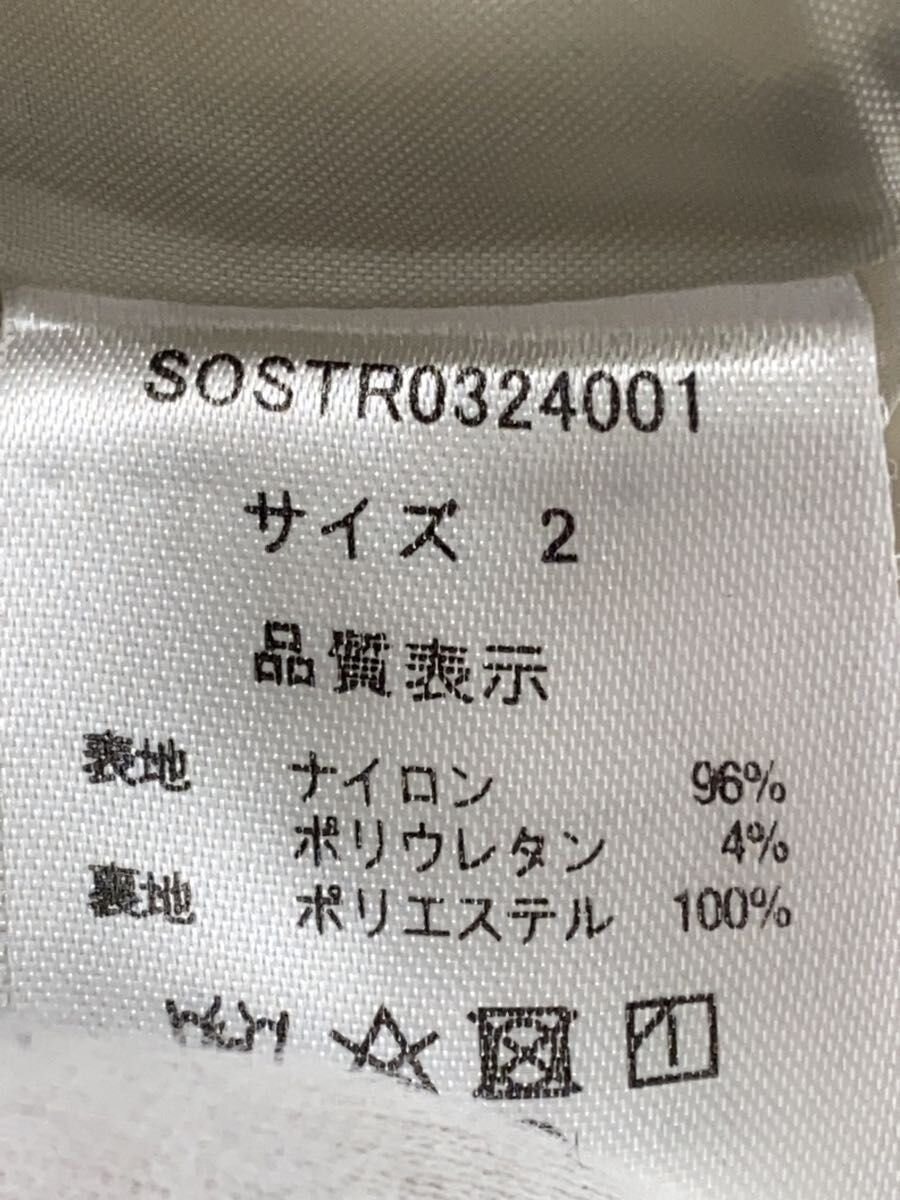 SOSTR0324001
サイズ 2
品質表示
表地 ナイロン 96%
ポリウレタン 4%
裏地 ポリエステル 100%